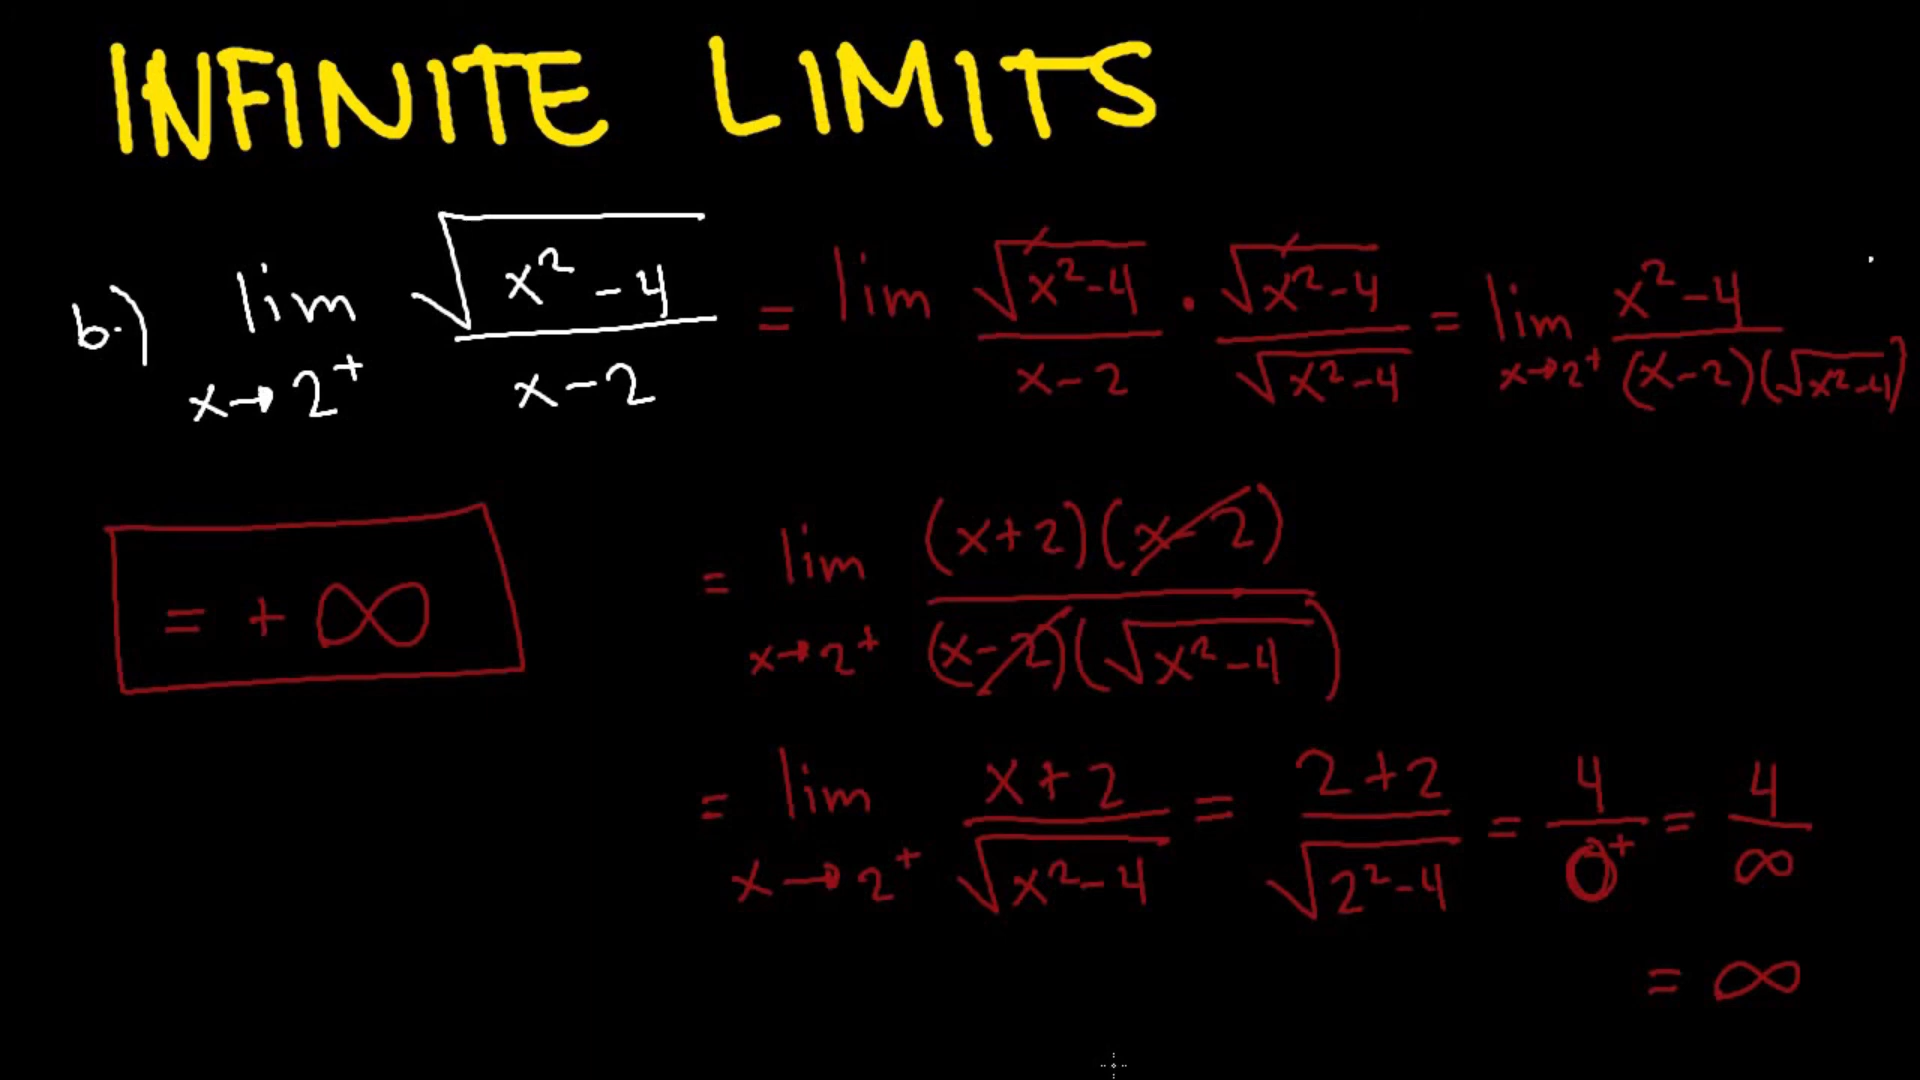 INFINITE LIMITS
b.) lim x→2⁺ √(x²-4) / (x-2) = lim √(x²-4) / (x-2) · √(x²-4) / √(x²-4) = lim x→2⁺ (x²-4) / (x-2)(√(x²-4))
= +∞
= lim x→2⁺ (x+2)(x-2) / (x-2)(√(x²-4))
= lim x→2⁺ (x+2) / √(x²-4) = (2+2) / √(2²-4) = 4 / 0⁺ = 4 / ∞
= ∞